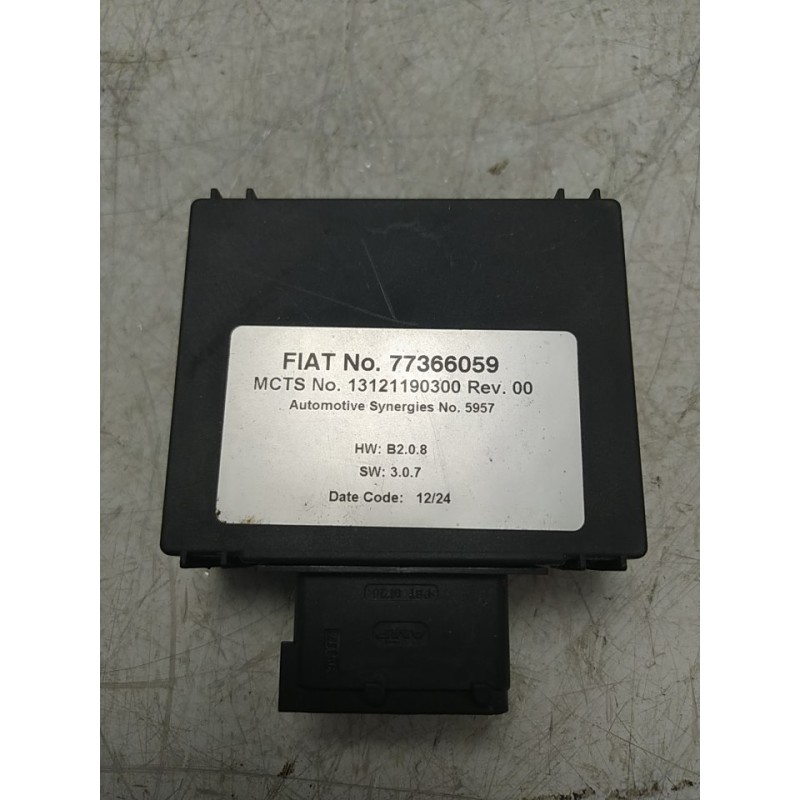 FIAT No. 77366059
MCTS No. 13121190300 Rev. 00
Automotive Synergies No. 5957
HW: B2.0.8
SW: 3.0.7
Date Code: 12/24